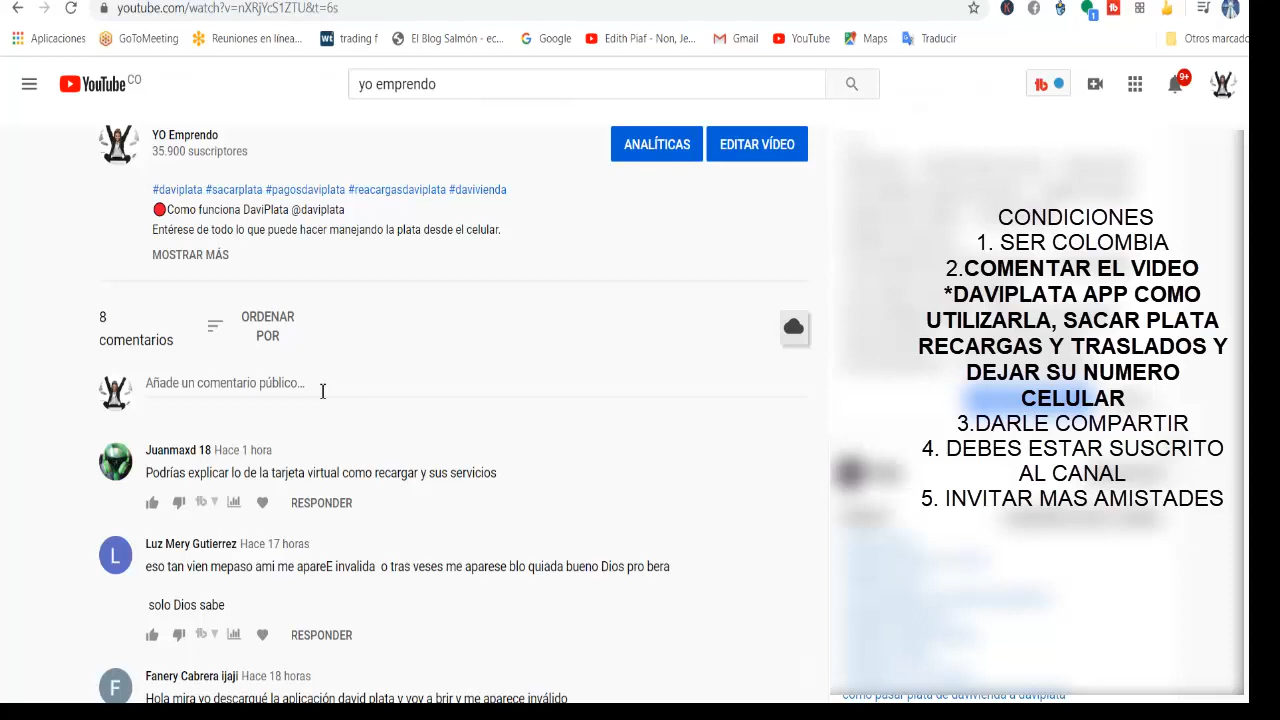 youtube.com/watch?v=nXRjYcS1ZTU&t=6s
Aplicaciones GoToMeeting Reuniones en línea... wt trading f El Blog Salmón - ec... Google Edith Piaf - Non, Je... Gmail YouTube Maps Traducir Otros marcado
YouTube CO
yo emprendo
9+
YO Emprendo
35.900 suscriptores
ANALÍTICAS EDITAR VÍDEO
#daviplata #sacarplata #pagosdaviplata #reacargasdaviplata #davivienda
Como funciona DaviPlata @daviplata
Entérese de todo lo que puede hacer manejando la plata desde el celular.
MOSTRAR MÁS
8
comentarios
ORDENAR
POR
Añade un comentario público...
Juanmaxd 18 Hace 1 hora
Podrías explicar lo de la tarjeta virtual como recargar y sus servicios
RESPONDER
L
Luz Mery Gutierrez Hace 17 horas
eso tan vien mepaso ami me apareE invalida o tras veses me aparese blo quiada bueno Dios pro bera
solo Dios sabe
RESPONDER
F
Fanery Cabrera ijaji Hace 18 horas
Hola mira yo descargué la aplicación david plata y voy a brir y me aparece inválido
CONDICIONES
1. SER COLOMBIA
2.COMENTAR EL VIDEO
*DAVIPLATA APP COMO
UTILIZARLA, SACAR PLATA
RECARGAS Y TRASLADOS Y
DEJAR SU NUMERO
CELULAR
3.DARLE COMPARTIR
4. DEBES ESTAR SUSCRITO
AL CANAL
5. INVITAR MAS AMISTADES
como pasar plata de davivienda a daviplata